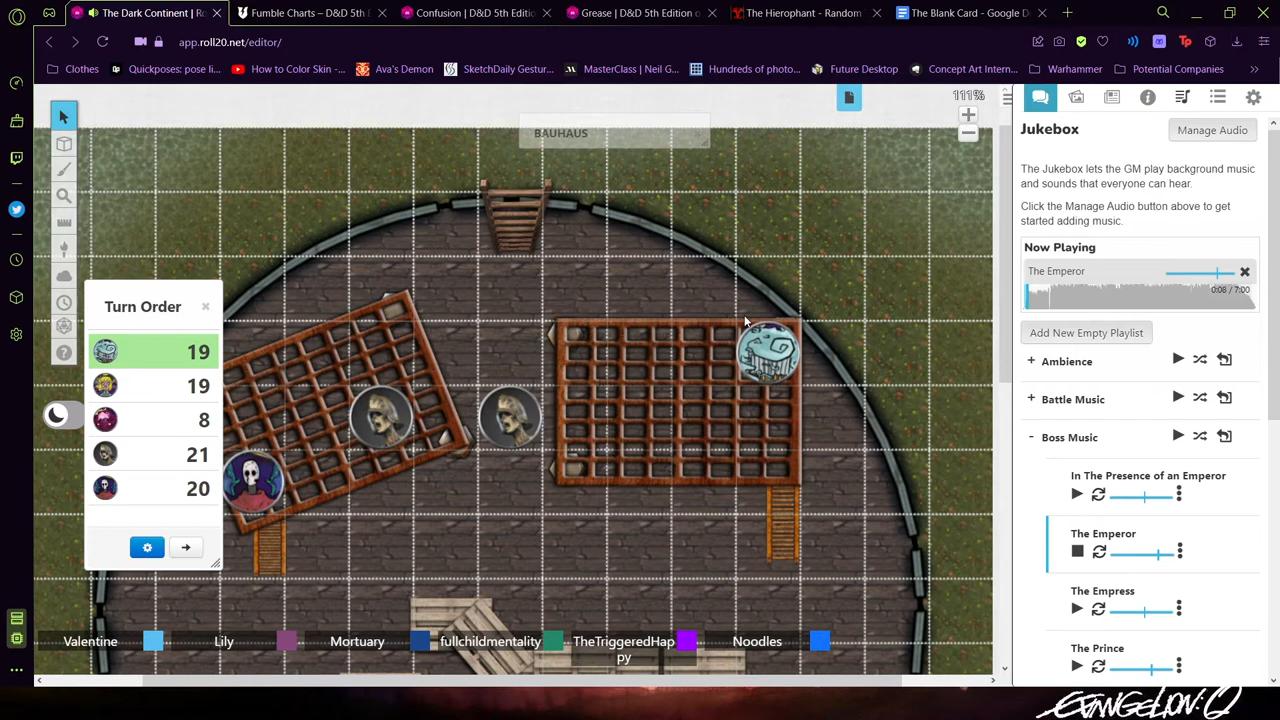 The Dark Continent | Ro
Fumble Charts – D&D 5th E
Confusion | D&D 5th Edition
Grease | D&D 5th Edition o
The Hierophant - Random
The Blank Card - Google D
app.roll20.net/editor/
Clothes
Quickposes: pose li...
How to Color Skin -...
Ava's Demon
SketchDaily Gestur...
MasterClass | Neil G...
Hundreds of photo...
Future Desktop
Concept Art Intern...
Warhammer
Potential Companies
111%
BAUHAUS
Turn Order
19
19
8
21
20
Valentine
Lily
Mortuary
fullchildmentality
TheTriggeredHap
py
Noodles
Jukebox
Manage Audio
The Jukebox lets the GM play background music
and sounds that everyone can hear.
Click the Manage Audio button above to get
started adding music.
Now Playing
The Emperor
0:08 / 7:00
Add New Empty Playlist
+ Ambience
+ Battle Music
- Boss Music
In The Presence of an Emperor
The Emperor
The Empress
The Prince
EVANGELION:Q